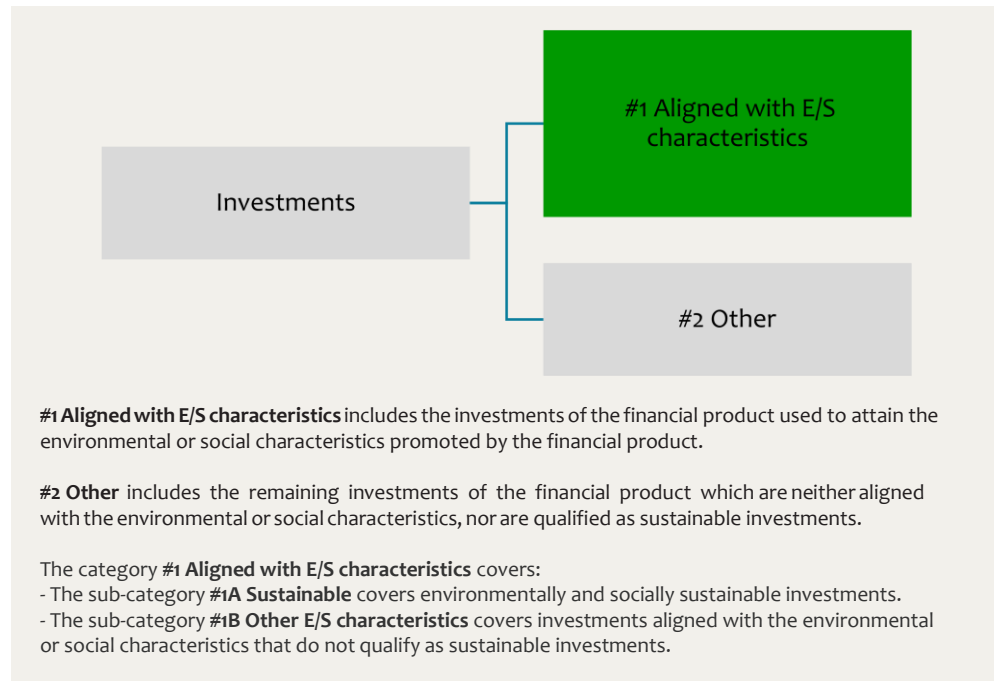 #1 Aligned with E/S
characteristics
Investments
#2 Other
#1 Aligned with E/S characteristics includes the investments of the financial product used to attain the
environmental or social characteristics promoted by the financial product.
#2 Other includes the remaining investments of the financial product which are neither aligned
with the environmental or social characteristics, nor are qualified as sustainable investments.
The category #1 Aligned with E/S characteristics covers:
- The sub-category #1A Sustainable covers environmentally and socially sustainable investments.
- The sub-category #1B Other E/S characteristics covers investments aligned with the environmental
or social characteristics that do not qualify as sustainable investments.